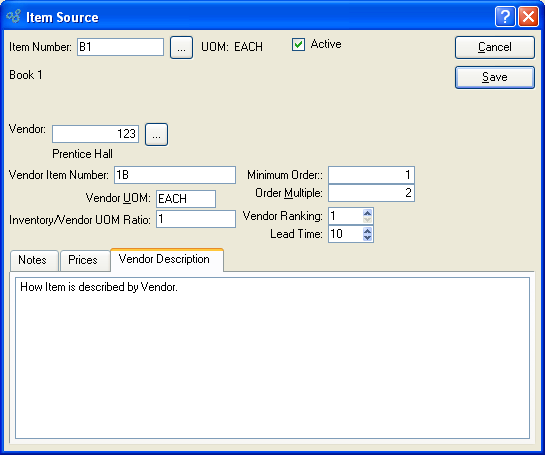 Item Source
Item Number: B1 ... UOM: EACH Active
Cancel
Book 1
Save
Vendor: 123 ...
Prentice Hall
Vendor Item Number: 1B Minimum Order:: 1
Vendor UOM: EACH Order Multiple: 2
Inventory/Vendor UOM Ratio: 1 Vendor Ranking: 1
Lead Time: 10
Notes Prices Vendor Description
How Item is described by Vendor.